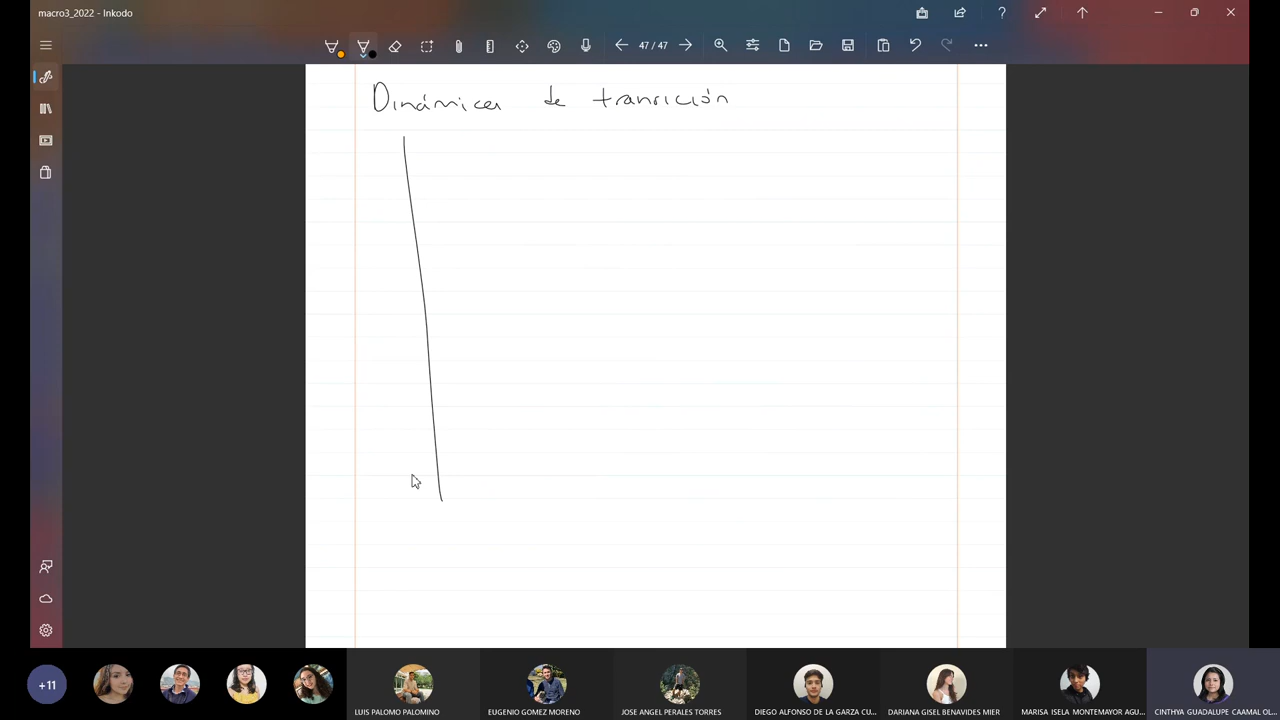 macro3_2022 - Inkodo
47 / 47
Dinámica de transición
+11
LUIS PALOMO PALOMINO
EUGENIO GOMEZ MORENO
JOSE ANGEL PERALES TORRES
DIEGO ALFONSO DE LA GARZA CU...
DARIANA GISEL BENAVIDES MIER
MARISA ISELA MONTEMAYOR AGU...
CINTHYA GUADALUPE CAAMAL OL...